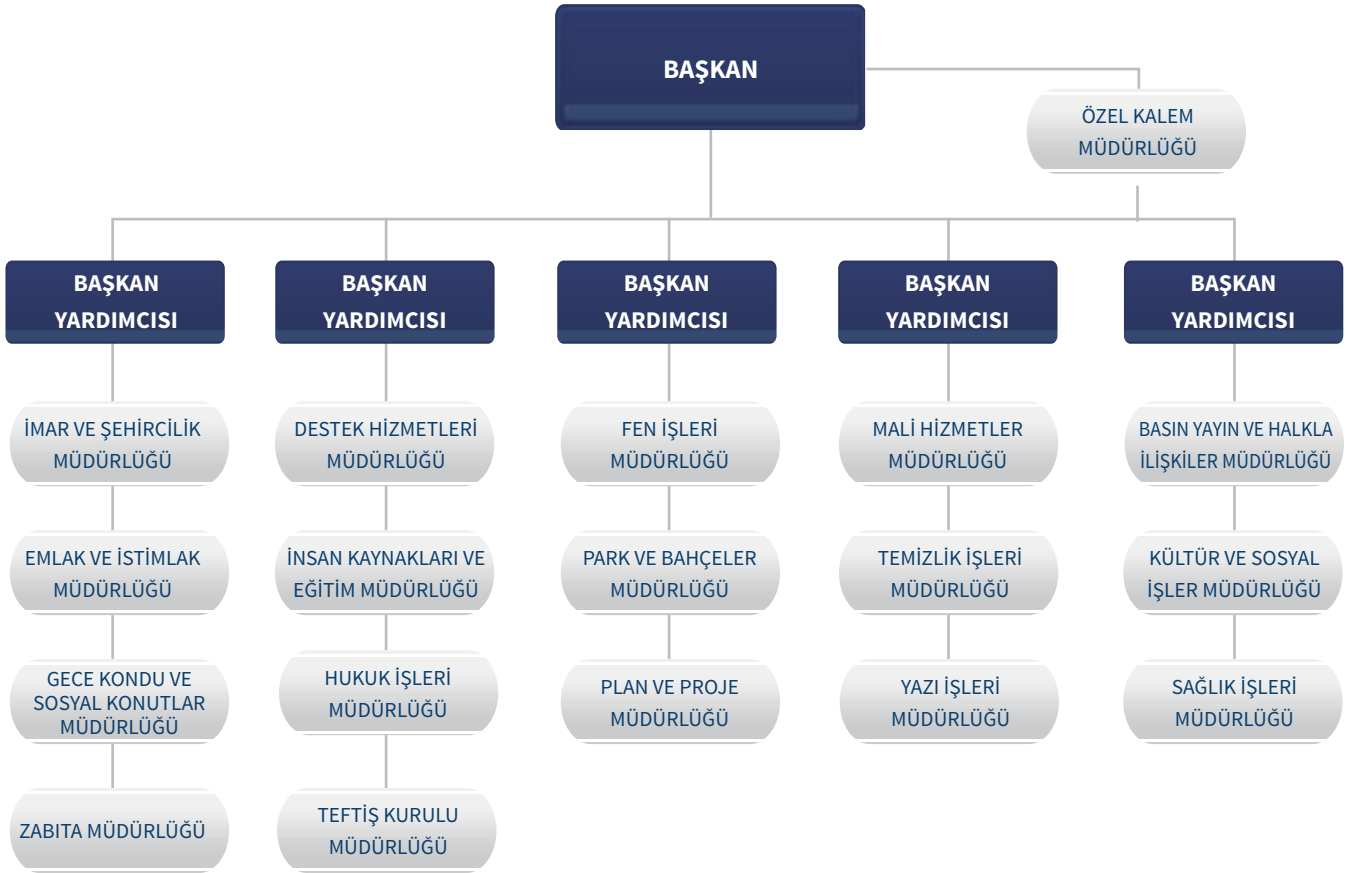 BAŞKAN
ÖZEL KALEM
MÜDÜRLÜĞÜ
BAŞKAN
YARDIMCISI
BAŞKAN
YARDIMCISI
BAŞKAN
YARDIMCISI
BAŞKAN
YARDIMCISI
BAŞKAN
YARDIMCISI
İMAR VE ŞEHİRCİLİK
MÜDÜRLÜĞÜ
DESTEK HİZMETLERİ
MÜDÜRLÜĞÜ
FEN İŞLERİ
MÜDÜRLÜĞÜ
MALİ HİZMETLER
MÜDÜRLÜĞÜ
BASIN YAYIN VE HALKLA
İLİŞKİLER MÜDÜRLÜĞÜ
EMLAK VE İSTİMLAK
MÜDÜRLÜĞÜ
İNSAN KAYNAKLARI VE
EĞİTİM MÜDÜRLÜĞÜ
PARK VE BAHÇELER
MÜDÜRLÜĞÜ
TEMİZLİK İŞLERİ
MÜDÜRLÜĞÜ
KÜLTÜR VE SOSYAL
İŞLER MÜDÜRLÜĞÜ
GECE KONDU VE
SOSYAL KONUTLAR
MÜDÜRLÜĞÜ
HUKUK İŞLERİ
MÜDÜRLÜĞÜ
PLAN VE PROJE
MÜDÜRLÜĞÜ
YAZI İŞLERİ
MÜDÜRLÜĞÜ
SAĞLIK İŞLERİ
MÜDÜRLÜĞÜ
ZABITA MÜDÜRLÜĞÜ
TEFTİŞ KURULU
MÜDÜRLÜĞÜ